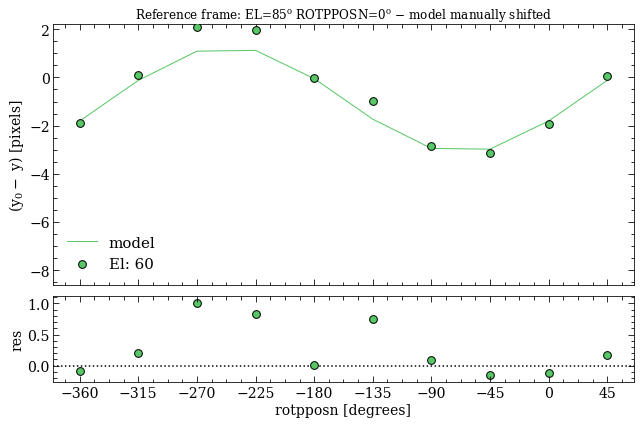 Reference frame: EL=85° ROTPPOSN=0° − model manually shifted
2
0
−2
−4
−6
−8
(y₀ − y) [pixels]
model
El: 60
1.0
0.5
0.0
res
−360 −315 −270 −225 −180 −135 −90 −45 0 45
rotpposn [degrees]